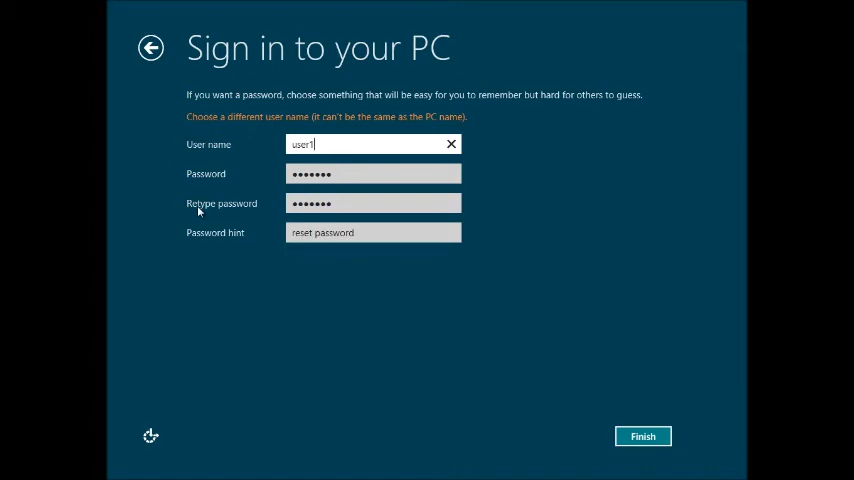 Sign in to your PC
If you want a password, choose something that will be easy for you to remember but hard for others to guess.
Choose a different user name (it can't be the same as the PC name).
User name user1
Password •••••••
Retype password •••••••
Password hint reset password
Finish